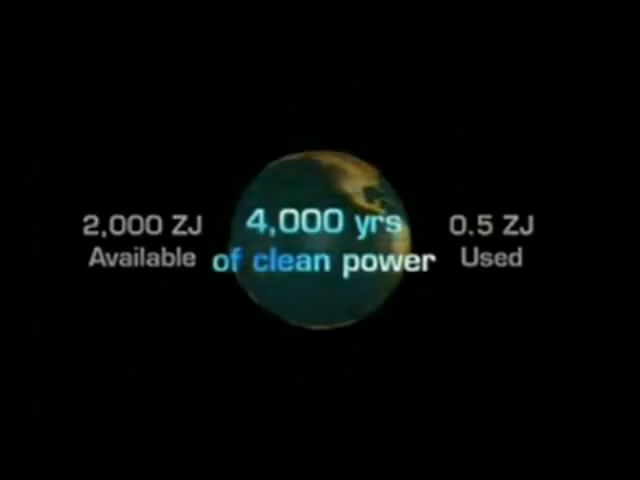 2,000 ZJ
Available
4,000 yrs
of clean power
0.5 ZJ
Used